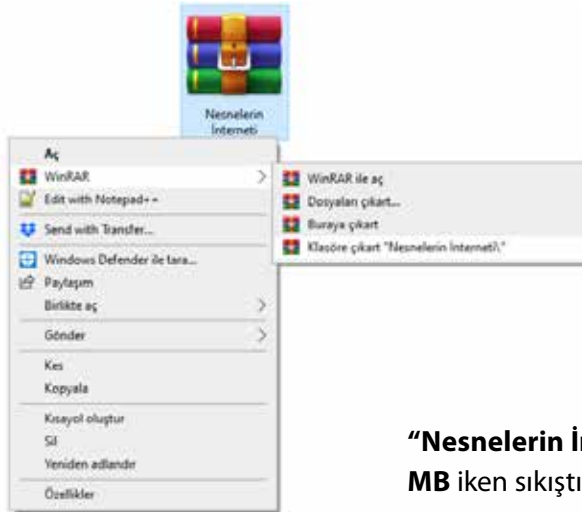 Nesnelerin
İnterneti
Aç
WinRAR
Edit with Notepad++
Send with Transfer...
Windows Defender ile tara...
Paylaşım
Birlikte aç
Gönder
Kes
Kopyala
Kısayol oluştur
Sil
Yeniden adlandır
Özellikler
WinRAR ile aç
Dosyaları çıkart...
Buraya çıkart
Klasöre çıkart "Nesnelerin İnterneti\"
“Nesnelerin
MB iken